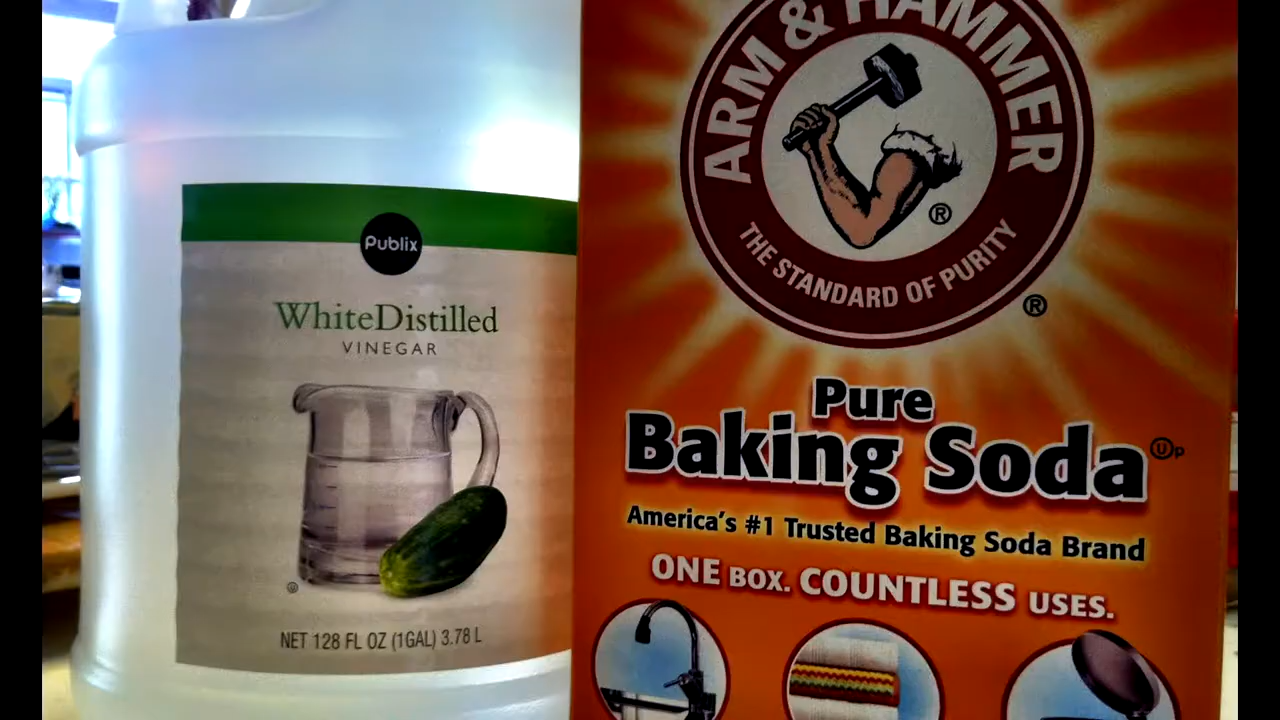 Publix
WhiteDistilled
VINEGAR
NET 128 FL OZ (1GAL) 3.78 L
ARM & HAMMER
®
THE STANDARD OF PURITY
®
Pure
Baking Soda
UP
America's #1 Trusted Baking Soda Brand
ONE BOX. COUNTLESS USES.